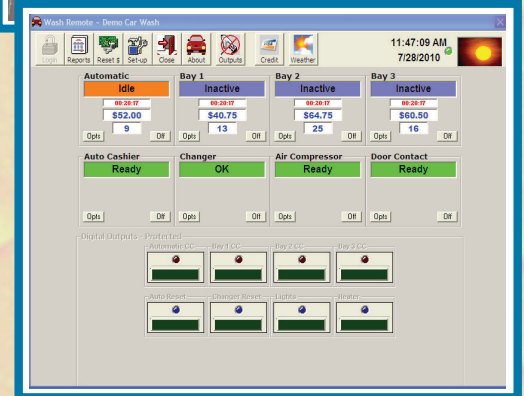 Wash Remote - Demo Car Wash
Login Reports Reset $ Set-up Close About Outputs Credit Weather
11:47:09 AM
7/28/2010
Automatic Bay 1 Bay 2 Bay 3
Idle Inactive Inactive Inactive
00:20:17 00:20:17 00:20:17 00:20:17
$52.00 $40.75 $64.75 $60.50
9 13 25 16
Opts Off Opts Off Opts Off Opts Off
Auto Cashier Changer Air Compressor Door Contact
Ready OK Ready Ready
Opts Off Opts Off Opts Off Opts Off
Digital Outputs - Protected
Automatic CC Bay 1 CC Bay 2 CC Bay 3 CC
Auto Reset Changer Reset Lights Heater